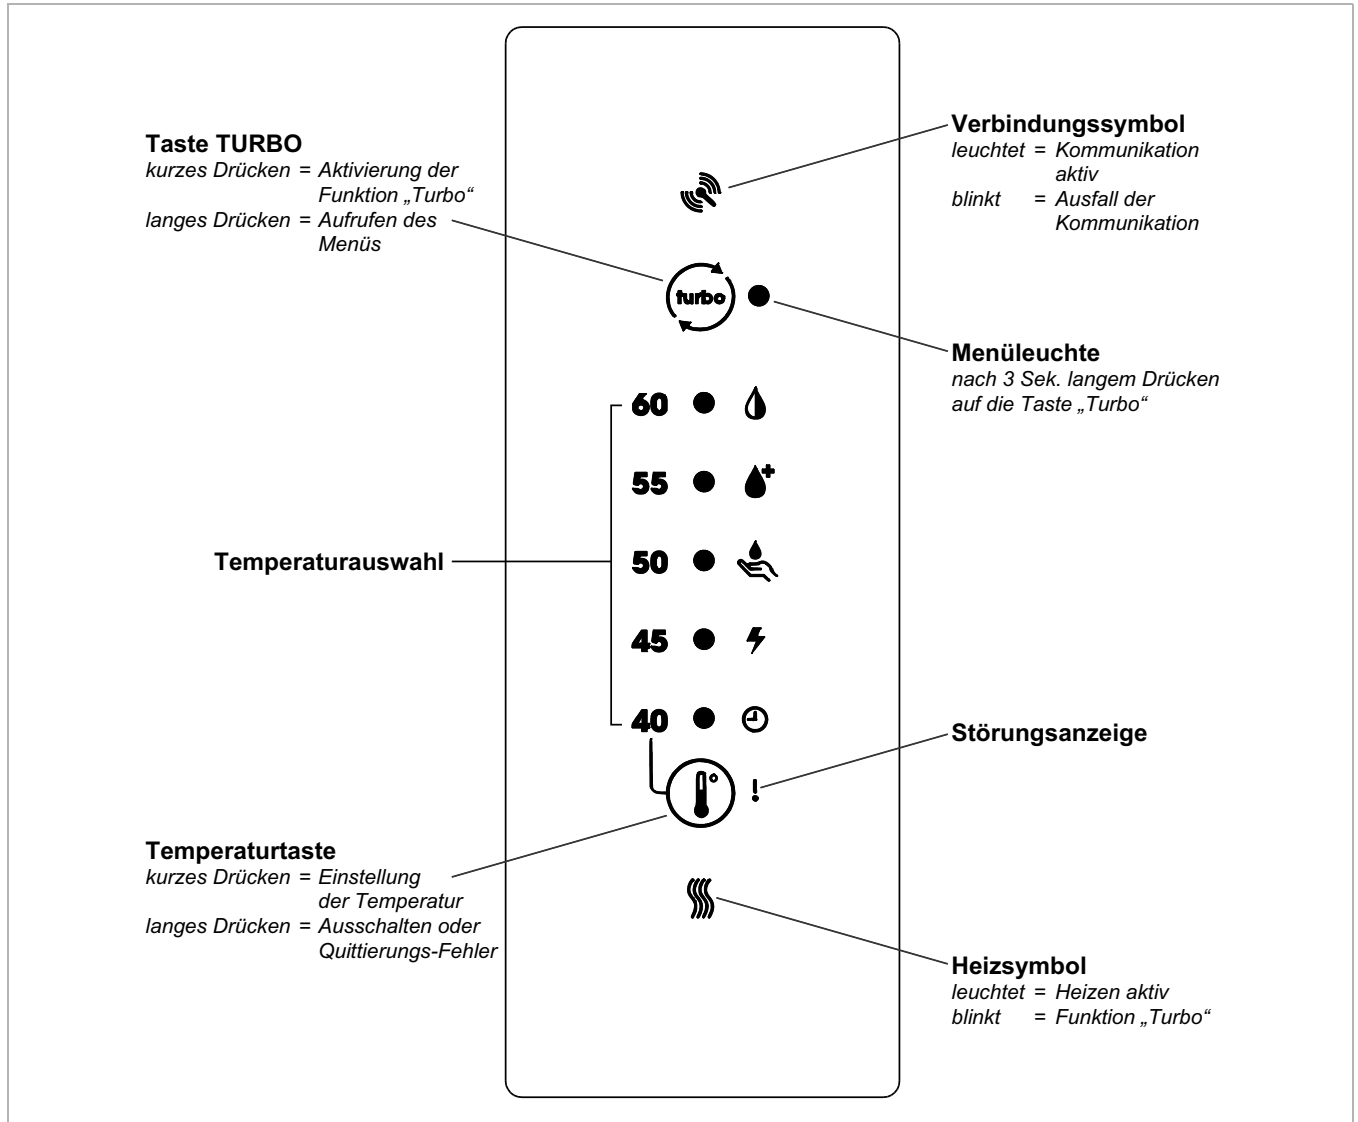 Taste TURBO
kurzes Drücken = Aktivierung der
Funktion „Turbo“
langes Drücken = Aufrufen des
Menüs
Verbindungssymbol
leuchtet = Kommunikation
aktiv
blinkt = Ausfall der
Kommunikation
turbo
Menüleuchte
nach 3 Sek. langem Drücken
auf die Taste „Turbo“
60
55
Temperaturauswahl
50
45
40
Störungsanzeige
!
Temperaturtaste
kurzes Drücken = Einstellung
der Temperatur
langes Drücken = Ausschalten oder
Quittierungs-Fehler
Heizsymbol
leuchtet = Heizen aktiv
blinkt = Funktion „Turbo“